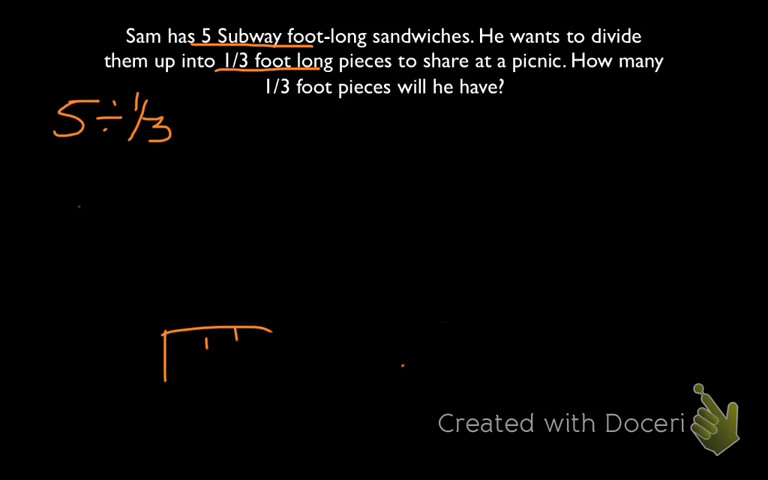 Sam has 5 Subway foot-long sandwiches. He wants to divide
them up into 1/3 foot long pieces to share at a picnic. How many
1/3 foot pieces will he have?
5 ÷ 1/3
Created with Doceri